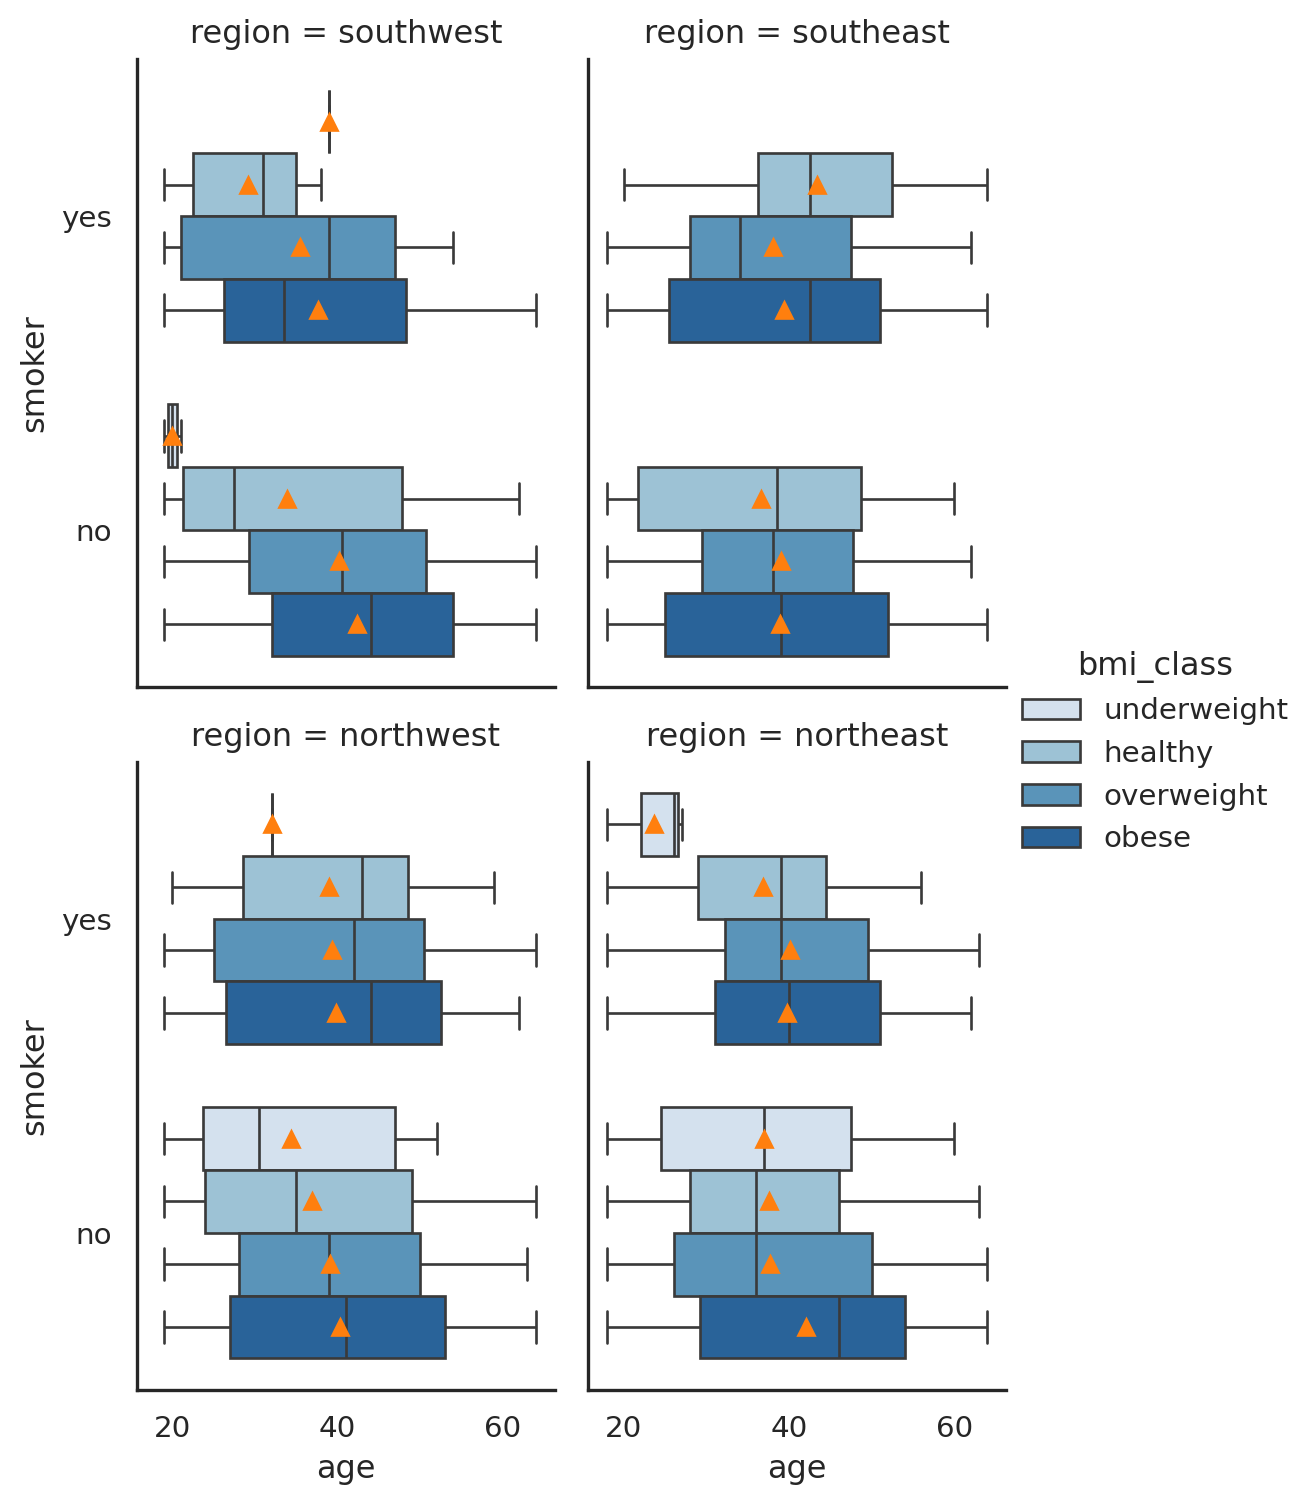 region = southwest
region = southeast
smoker
yes
no
region = northwest
region = northeast
smoker
yes
no
20 40 60
age
20 40 60
age
bmi_class
underweight
healthy
overweight
obese